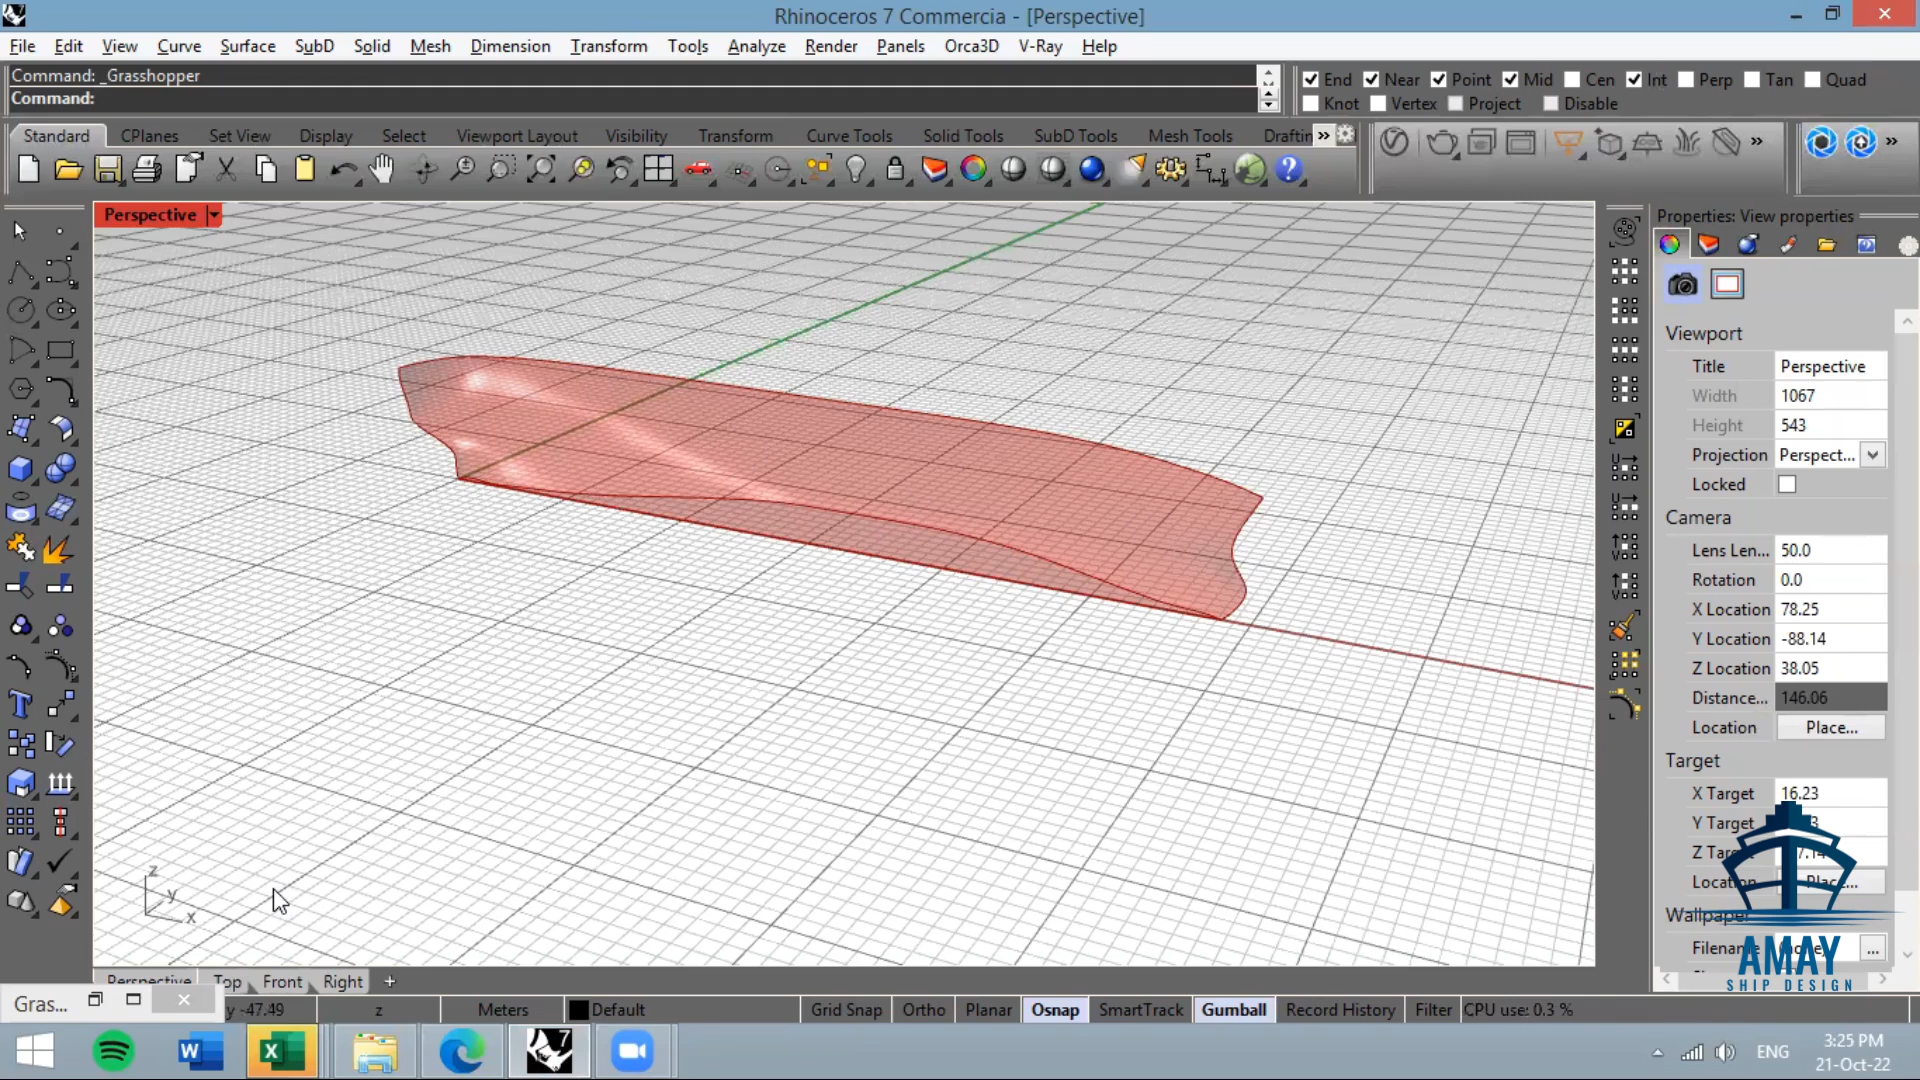 Rhinoceros 7 Commercia - [Perspective]
File Edit View Curve Surface SubD Solid Mesh Dimension Transform Tools Analyze Render Panels Orca3D V-Ray Help
Command: _Grasshopper
Command:
End Near Point Mid Cen Int Perp Tan Quad
Knot Vertex Project Disable
Standard CPlanes Set View Display Select Viewport Layout Visibility Transform Curve Tools Solid Tools SubD Tools Mesh Tools Draftin
Perspective
Properties: View properties
Viewport
Title Perspective
Width 1067
Height 543
Projection Perspect...
Locked
Camera
Lens Len... 50.0
Rotation 0.0
X Location 78.25
Y Location -88.14
Z Location 38.05
Distance... 146.06
Location Place...
Target
X Target 16.23
Y Target
Location Place...
Wallpaper
Filename
...
AMAY
SHIP DESIGN
z
y
x
Perspective Top Front Right
Gras...
y -47.49 z Meters Default Grid Snap Ortho Planar Osnap SmartTrack Gumball Record History Filter CPU use: 0.3 %
W
X
7
ENG
3:25 PM
21-Oct-22